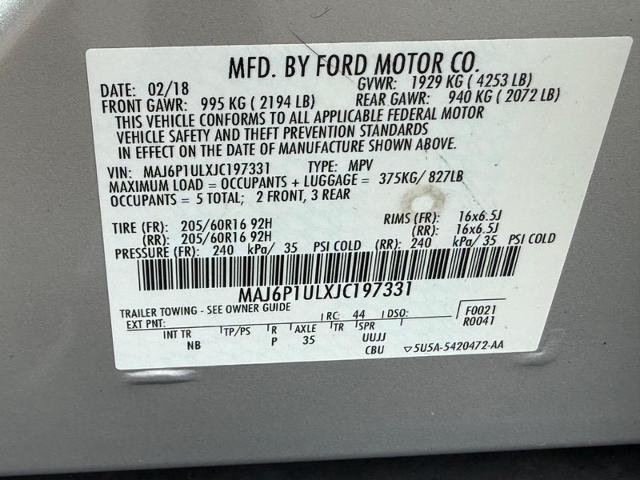 MFD. BY FORD MOTOR CO.
DATE: 02/18 GVWR: 1929 KG ( 4253 LB)
FRONT GAWR: 995 KG ( 2194 LB) REAR GAWR: 940 KG ( 2072 LB)
THIS VEHICLE CONFORMS TO ALL APPLICABLE FEDERAL MOTOR
VEHICLE SAFETY AND THEFT PREVENTION STANDARDS
IN EFFECT ON THE DATE OF MANUFACTURE SHOWN ABOVE.
VIN: MAJ6P1ULXJC197331 TYPE: MPV
MAXIMUM LOAD = OCCUPANTS + LUGGAGE = 375KG/ 827LB
OCCUPANTS = 5 TOTAL; 2 FRONT, 3 REAR
TIRE (FR): 205/60R16 92H RIMS (FR): 16x6.5J
(RR): 205/60R16 92H (RR): 16x6.5J
PRESSURE (FR): 240 kPa/ 35 PSI COLD (RR): 240 kPa/35 PSI COLD
MAJ6P1ULXJC197331
TRAILER TOWING - SEE OWNER GUIDE
EXT PNT: RC: 44 DSO: F0021
R0041
INT TR TP/PS R AXLE TR SPR
NB P 35 UUJJ
CBU 5U5A-5420472-AA